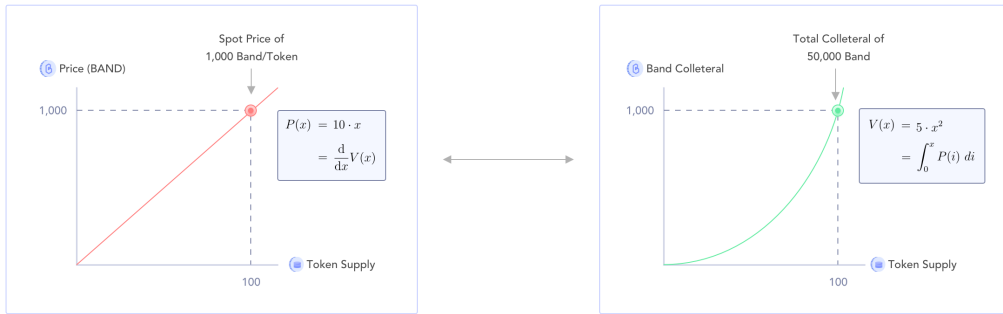 Spot Price of
1,000 Band/Token
Price (BAND)
1,000
P(x) = 10 · x
= d/dx V(x)
Token Supply
100
Total Colleteral of
50,000 Band
Band Colleteral
1,000
V(x) = 5 · x²
= ∫₀ˣ P(i) di
Token Supply
100